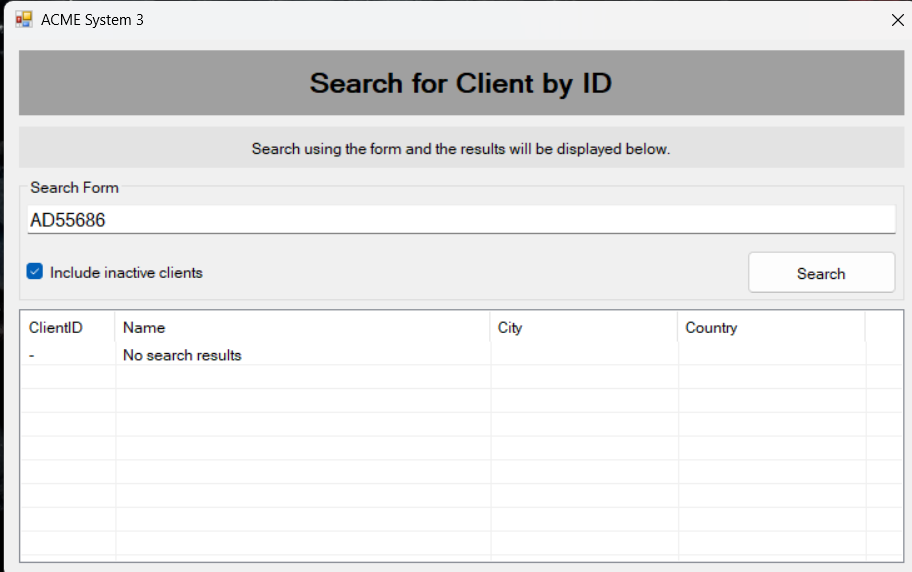 ACME System 3
Search for Client by ID
Search using the form and the results will be displayed below.
Search Form
AD55686
Include inactive clients
Search
ClientID Name City Country
- No search results